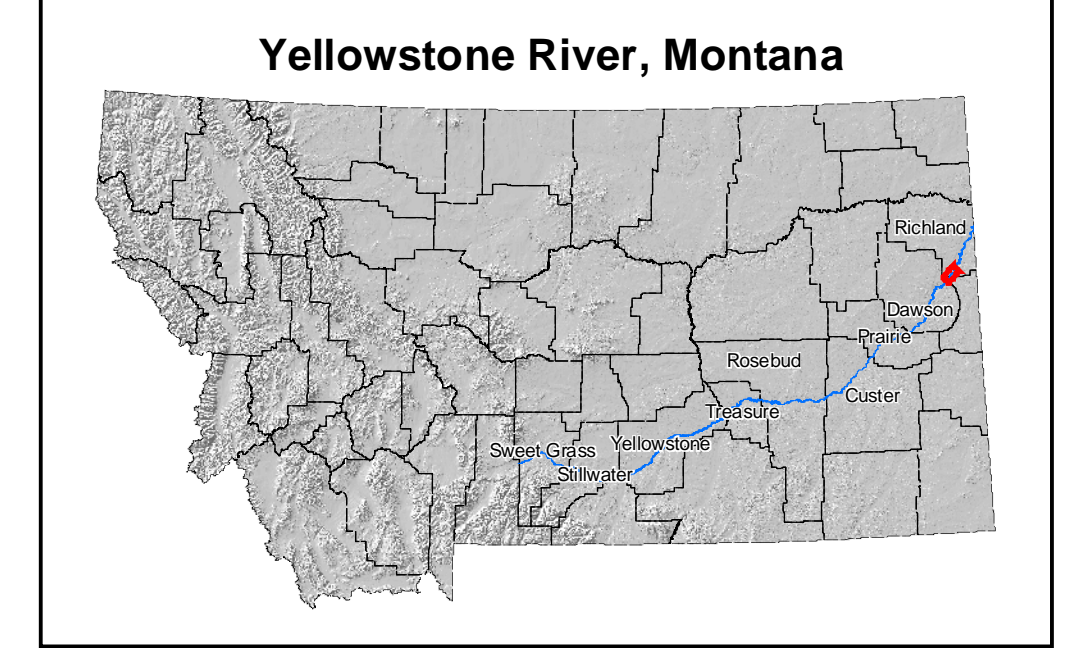 Yellowstone River, Montana
Richland
Dawson
Prairie
Rosebud
Custer
Treasure
Yellowstone
Sweet Grass
Stillwater